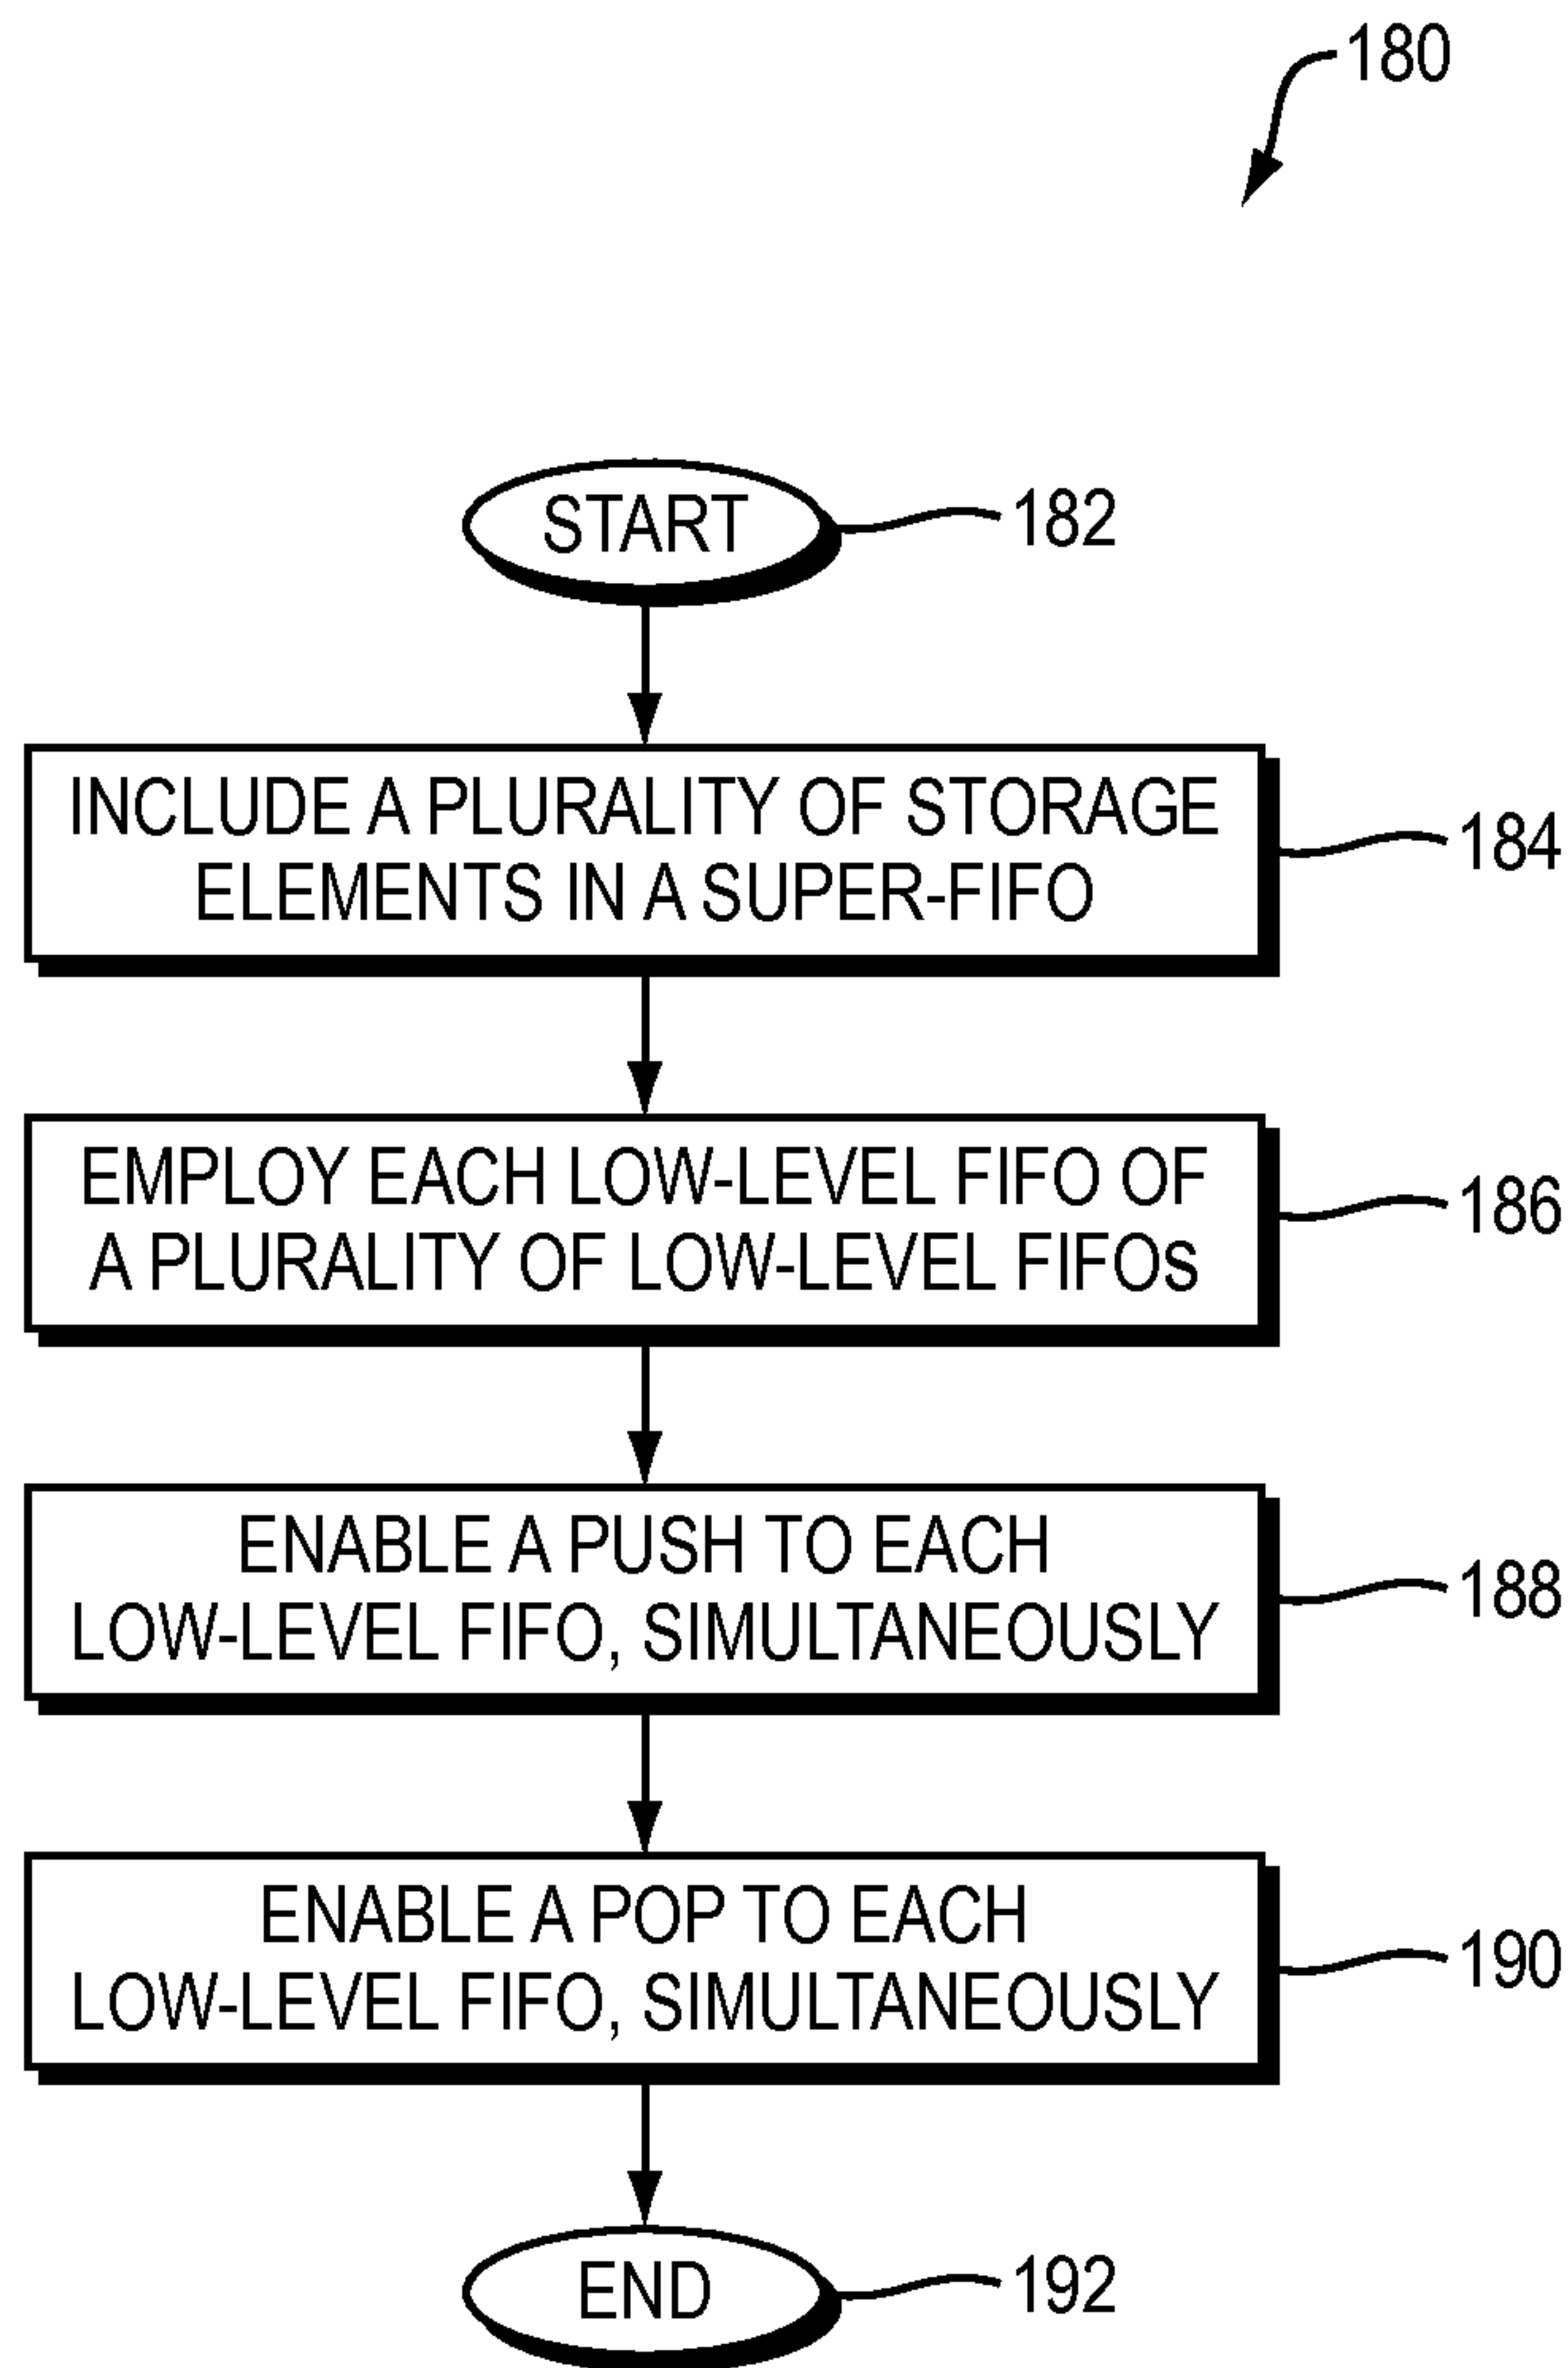 180
START
182
INCLUDE A PLURALITY OF STORAGE
ELEMENTS IN A SUPER-FIFO
184
EMPLOY EACH LOW-LEVEL FIFO OF
A PLURALITY OF LOW-LEVEL FIFOs
186
ENABLE A PUSH TO EACH
LOW-LEVEL FIFO, SIMULTANEOUSLY
188
ENABLE A POP TO EACH
LOW-LEVEL FIFO, SIMULTANEOUSLY
190
END
192